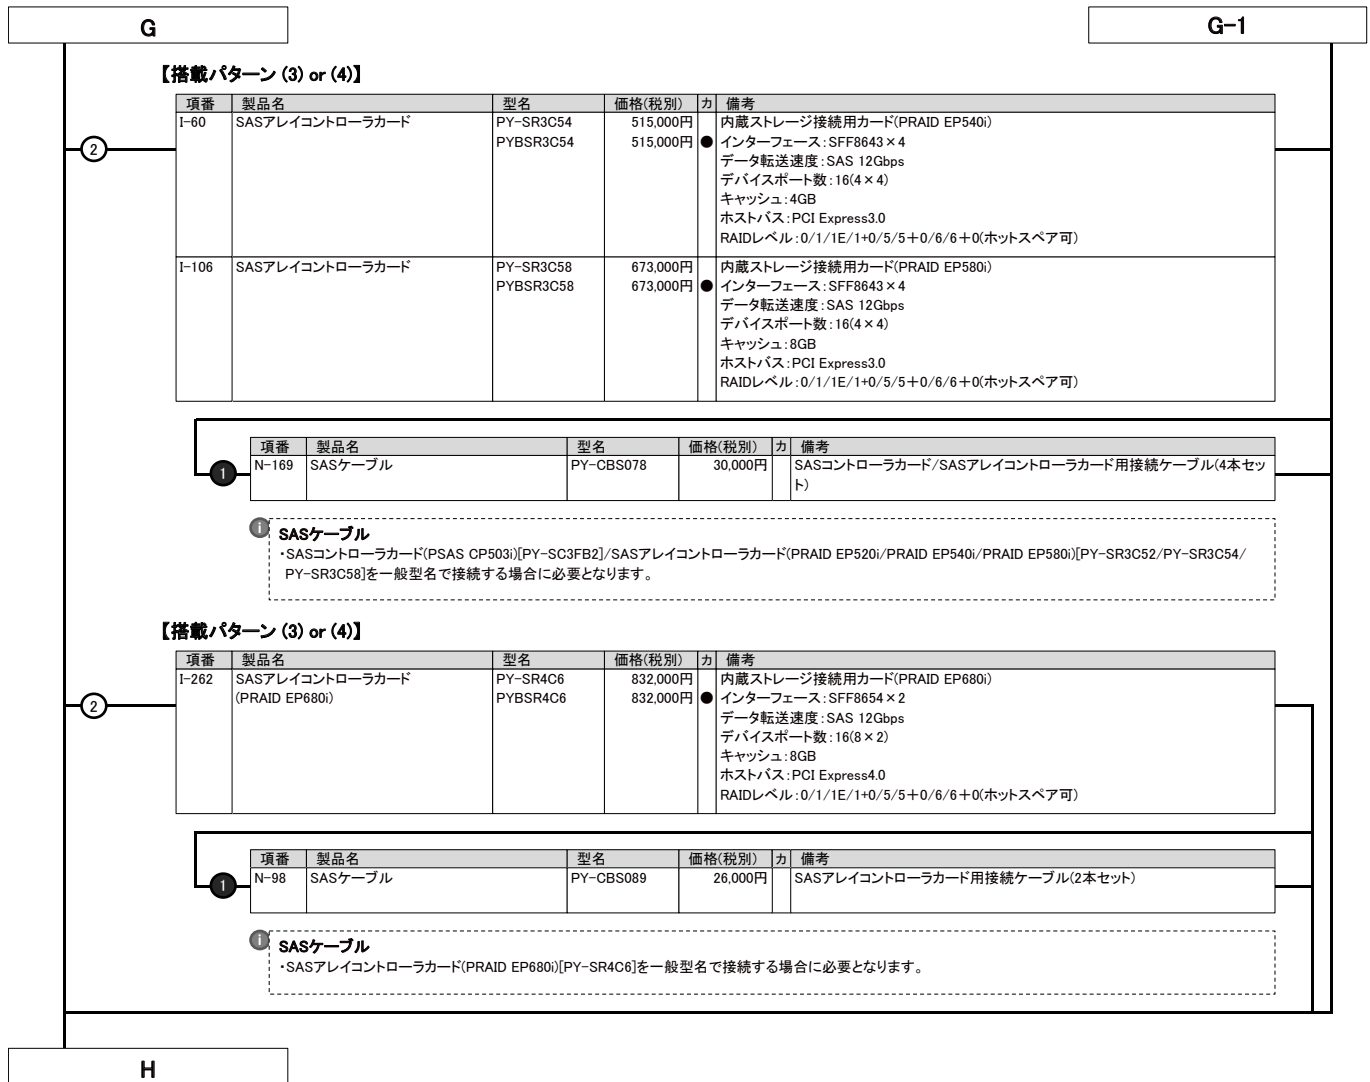 G
G-1
【搭載パターン (3) or (4)】
項番 製品名 型名 価格(税別) カ 備考
I-60 SASアレイコントローラカード PY-SR3C54 515,000円 内蔵ストレージ接続用カード(PRAID EP540i)
2 PYBSR3C54 515,000円 ● インターフェース：SFF8643×4
データ転送速度：SAS 12Gbps
デバイスポート数：16(4×4)
キャッシュ：4GB
ホストバス：PCI Express3.0
RAIDレベル：0/1/1E/1+0/5/5＋0/6/6＋0(ホットスペア可)
I-106 SASアレイコントローラカード PY-SR3C58 673,000円 内蔵ストレージ接続用カード(PRAID EP580i)
PYBSR3C58 673,000円 ● インターフェース：SFF8643×4
データ転送速度：SAS 12Gbps
デバイスポート数：16(4×4)
キャッシュ：8GB
ホストバス：PCI Express3.0
RAIDレベル：0/1/1E/1+0/5/5＋0/6/6＋0(ホットスペア可)
項番 製品名 型名 価格(税別) カ 備考
1 N-169 SASケーブル PY-CBS078 30,000円 SASコントローラカード/SASアレイコントローラカード用接続ケーブル(4本セッ
ト)
i SASケーブル
・SASコントローラカード(PSAS CP503i)[PY-SC3FB2]/SASアレイコントローラカード(PRAID EP520i/PRAID EP540i/PRAID EP580i)[PY-SR3C52/PY-SR3C54/
PY-SR3C58]を一般型名で接続する場合に必要となります。
【搭載パターン (3) or (4)】
項番 製品名 型名 価格(税別) カ 備考
I-262 SASアレイコントローラカード PY-SR4C6 832,000円 内蔵ストレージ接続用カード(PRAID EP680i)
2 (PRAID EP680i) PYBSR4C6 832,000円 ● インターフェース：SFF8654×2
データ転送速度：SAS 12Gbps
デバイスポート数：16(8×2)
キャッシュ：8GB
ホストバス：PCI Express4.0
RAIDレベル：0/1/1E/1+0/5/5＋0/6/6＋0(ホットスペア可)
項番 製品名 型名 価格(税別) カ 備考
1 N-98 SASケーブル PY-CBS089 26,000円 SASアレイコントローラカード用接続ケーブル(2本セット)
i SASケーブル
・SASアレイコントローラカード(PRAID EP680i)[PY-SR4C6]を一般型名で接続する場合に必要となります。
H